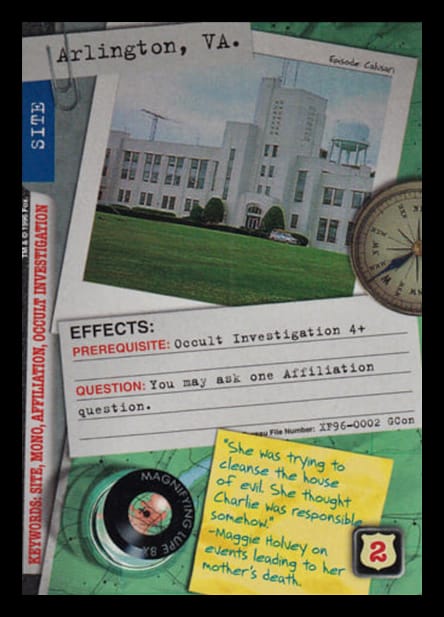 Arlington, VA.
Episode: Calusari
SITE
TM & © 1996 Fox.
KEYWORDS: SITE, MONO, AFFILIATION, OCCULT INVESTIGATION
EFFECTS:
PREREQUISITE: Occult Investigation 4+
QUESTION: You may ask one Affiliation
question.
Bureau File Number: XF96-0002 GCon
MAGNIFYING LUPE 8X
"She was trying to
cleanse the house
of evil. She thought
Charlie was responsible
somehow."
-Maggie Holvey on
events leading to her
mother's death.
2